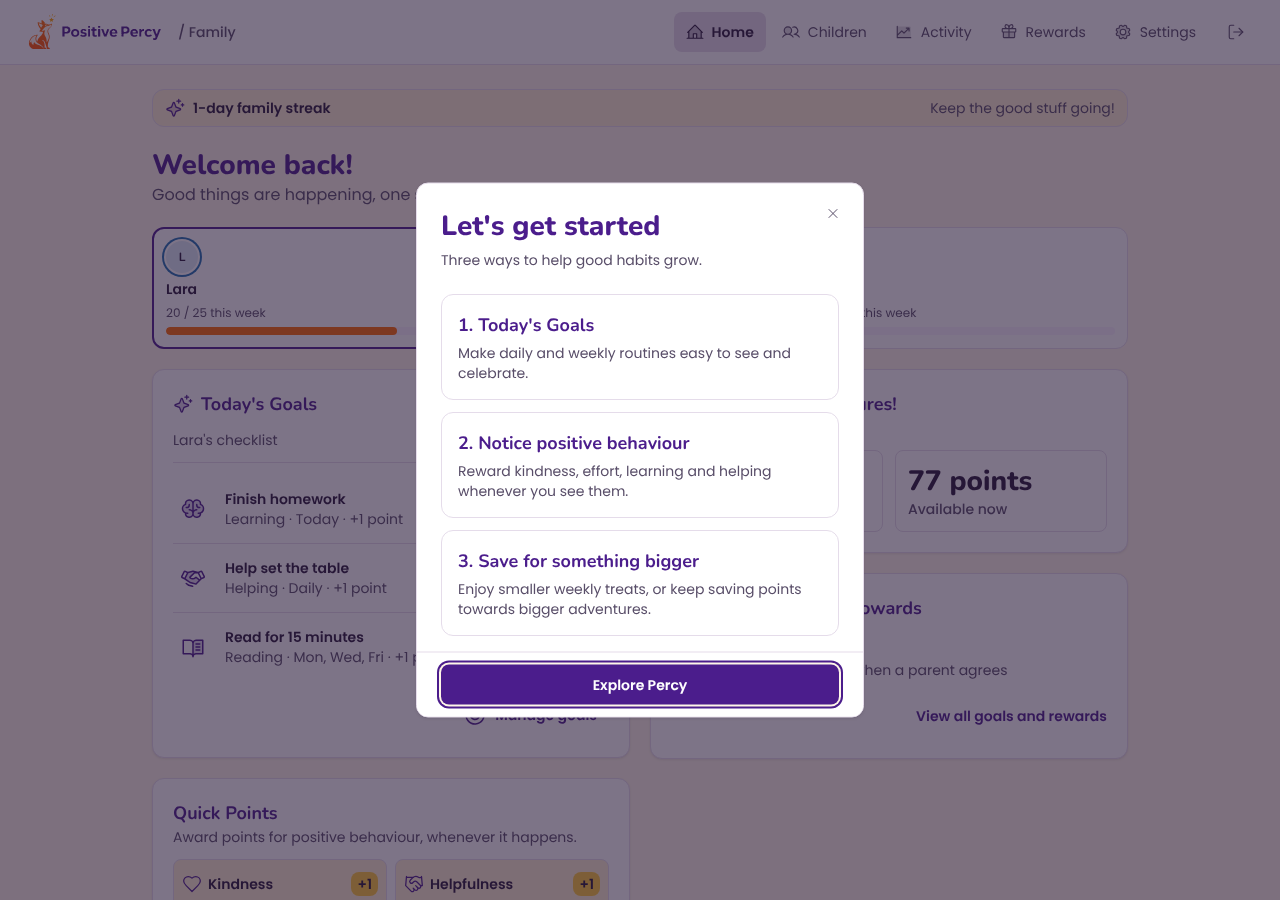 Positive Percy / Family
Home
Children
Activity
Rewards
Settings
1-day family streak
Keep the good stuff going!
Welcome back!
Good things are happening, one
L
Lara
20 / 25 this week
this week
Let's get started
Three ways to help good habits grow.
1. Today's Goals
Make daily and weekly routines easy to see and
celebrate.
2. Notice positive behaviour
Reward kindness, effort, learning and helping
whenever you see them.
3. Save for something bigger
Enjoy smaller weekly treats, or keep saving points
towards bigger adventures.
Explore Percy
Today's Goals
Lara's checklist
Finish homework
Learning · Today · +1 point
Help set the table
Helping · Daily · +1 point
Read for 15 minutes
Reading · Mon, Wed, Fri · +1
77 points
Available now
a parent agrees
View all goals and rewards
Quick Points
Award points for positive behaviour, whenever it happens.
Kindness
+1
Helpfulness
+1